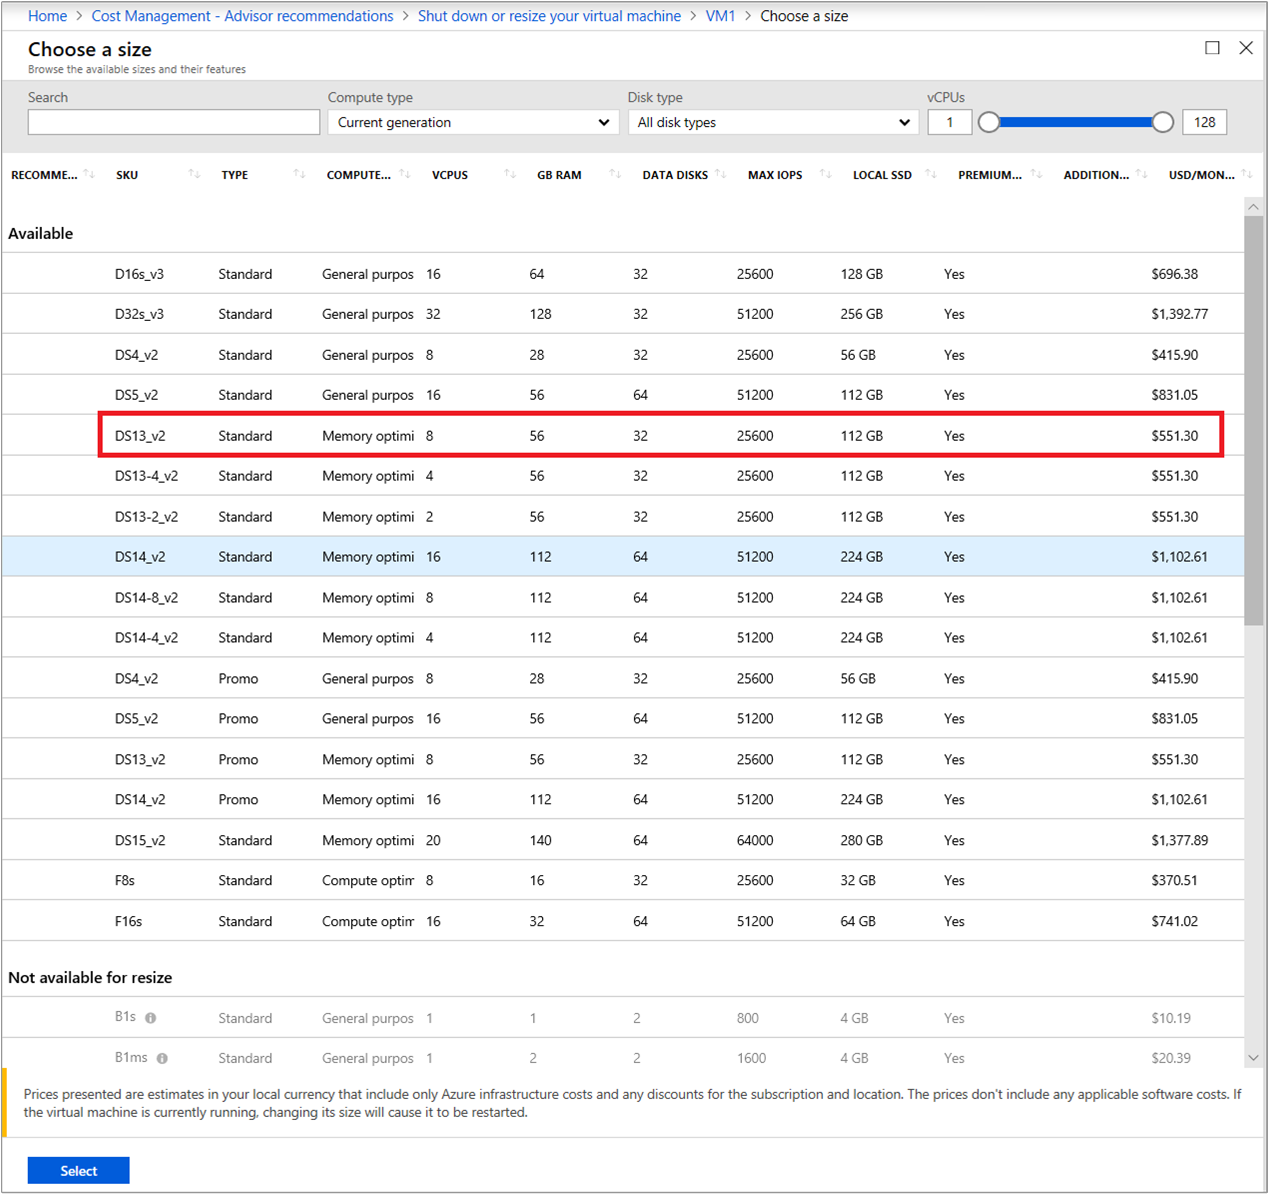 Home > Cost Management - Advisor recommendations > Shut down or resize your virtual machine > VM1 > Choose a size
Choose a size
Browse the available sizes and their features
Search Compute type Disk type vCPUs
Current generation All disk types 1 128
RECOMME... SKU TYPE COMPUTE... VCPUS GB RAM DATA DISKS MAX IOPS LOCAL SSD PREMIUM... ADDITION... USD/MON...
Available
D16s_v3 Standard General purpos 16 64 32 25600 128 GB Yes $696.38
D32s_v3 Standard General purpos 32 128 32 51200 256 GB Yes $1,392.77
DS4_v2 Standard General purpos 8 28 32 25600 56 GB Yes $415.90
DS5_v2 Standard General purpos 16 56 64 51200 112 GB Yes $831.05
DS13_v2 Standard Memory optimi 8 56 32 25600 112 GB Yes $551.30
DS13-4_v2 Standard Memory optimi 4 56 32 25600 112 GB Yes $551.30
DS13-2_v2 Standard Memory optimi 2 56 32 25600 112 GB Yes $551.30
DS14_v2 Standard Memory optimi 16 112 64 51200 224 GB Yes $1,102.61
DS14-8_v2 Standard Memory optimi 8 112 64 51200 224 GB Yes $1,102.61
DS14-4_v2 Standard Memory optimi 4 112 64 51200 224 GB Yes $1,102.61
DS4_v2 Promo General purpos 8 28 32 25600 56 GB Yes $415.90
DS5_v2 Promo General purpos 16 56 64 51200 112 GB Yes $831.05
DS13_v2 Promo Memory optimi 8 56 32 25600 112 GB Yes $551.30
DS14_v2 Promo Memory optimi 16 112 64 51200 224 GB Yes $1,102.61
DS15_v2 Standard Memory optimi 20 140 64 64000 280 GB Yes $1,377.89
F8s Standard Compute optim 8 16 32 25600 32 GB Yes $370.51
F16s Standard Compute optim 16 32 64 51200 64 GB Yes $741.02
Not available for resize
B1s Standard General purpos 1 1 2 800 4 GB Yes $10.19
B1ms Standard General purpos 1 2 2 1600 4 GB Yes $20.39
Prices presented are estimates in your local currency that include only Azure infrastructure costs and any discounts for the subscription and location. The prices don't include any applicable software costs. If
the virtual machine is currently running, changing its size will cause it to be restarted.
Select